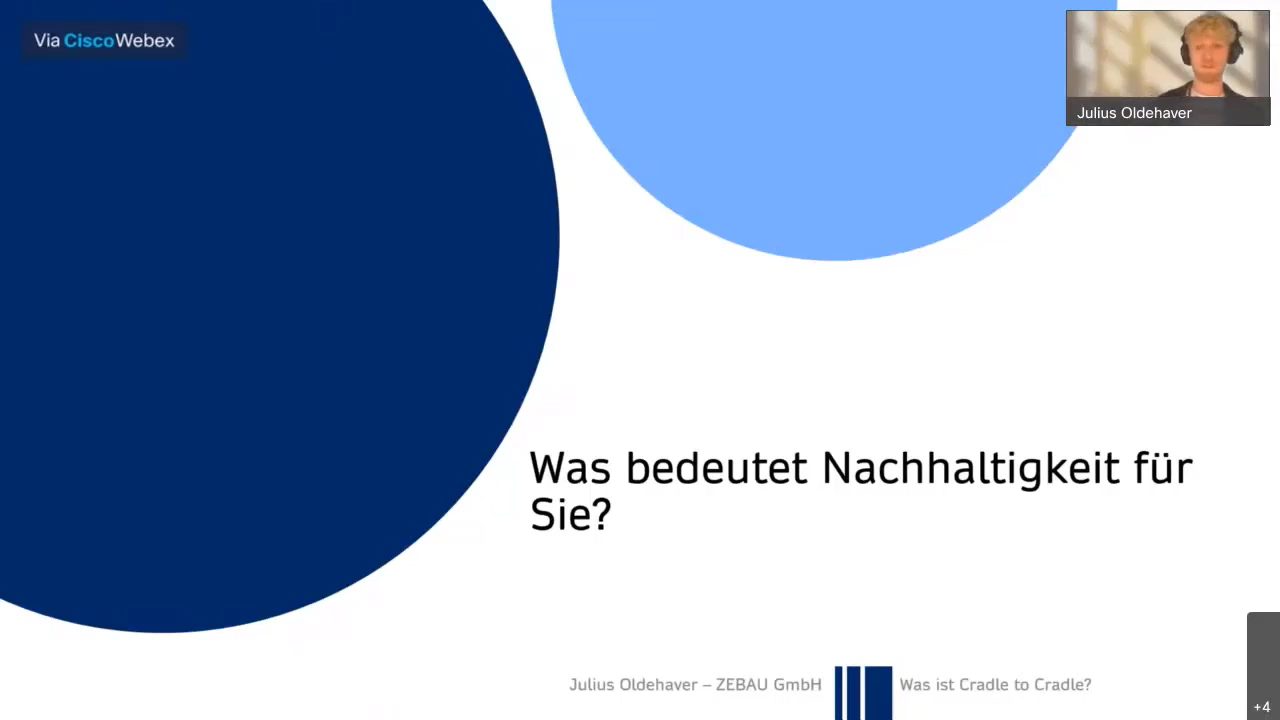 Via CiscoWebex
Julius Oldehaver
Was bedeutet Nachhaltigkeit für
Sie?
Julius Oldehaver – ZEBAU GmbH
Was ist Cradle to Cradle?
+4